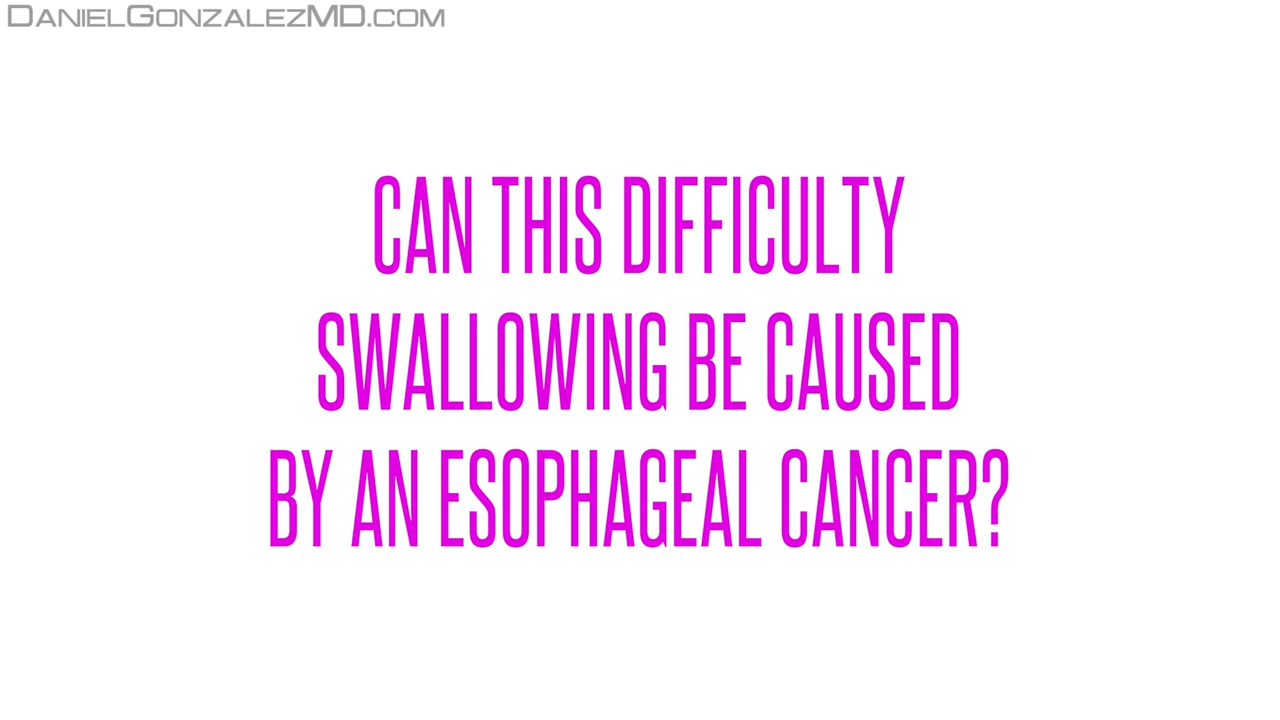 DanielGonzalezMD.com
CAN THIS DIFFICULTY
SWALLOWING BE CAUSED
BY AN ESOPHAGEAL CANCER?